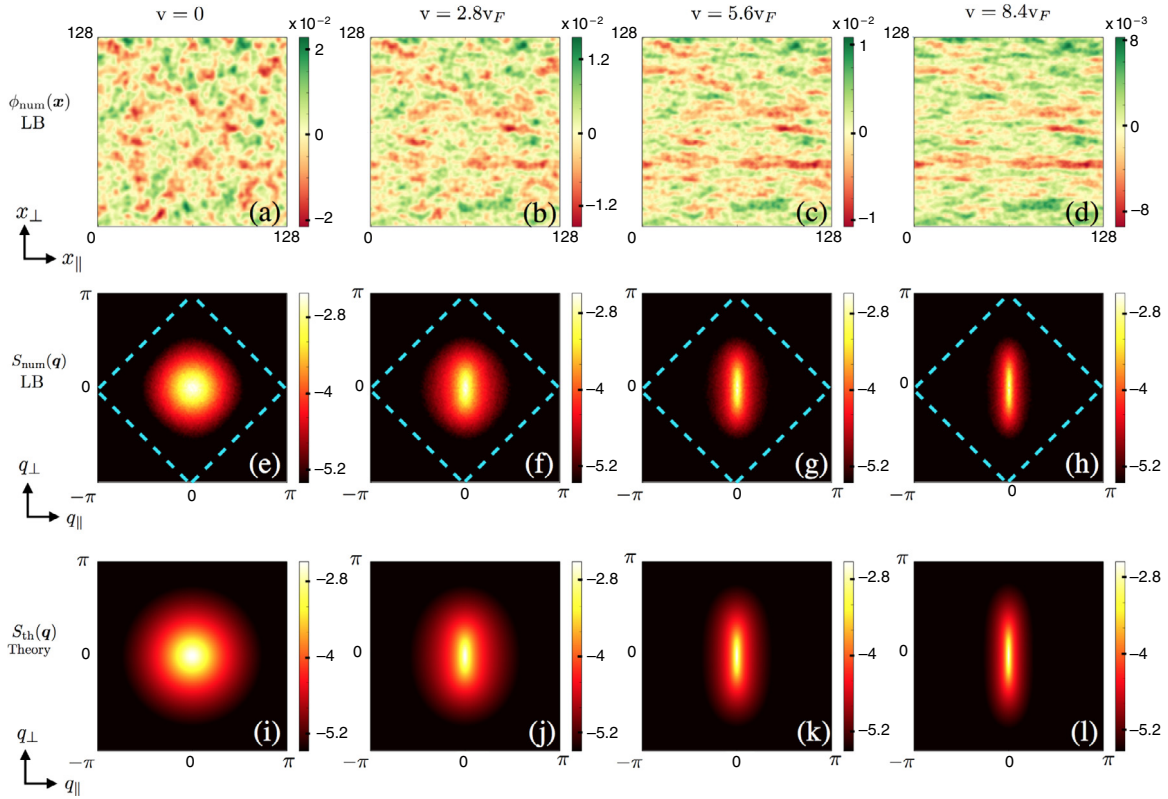 v = 0 v = 2.8v_F v = 5.6v_F v = 8.4v_F
x 10⁻² x 10⁻² x 10⁻² x 10⁻³
128 2 128 1.2 128 1 128 8
φ_num(x)
LB
0 0 0 0
x_⊥
x_∥
(a) (b) (c) (d)
−2 −1.2 −1 −8
0 128 0 128 0 128 0 128
π π π π
−2.8 −2.8 −2.8 −2.8
S_num(q)
LB
0 −4 0 −4 0 −4 0 −4
(e) (f) (g) (h)
−5.2 −5.2 −5.2 −5.2
q_⊥
q_∥
−π 0 π −π 0 π −π 0 π −π 0 π
π π π π
−2.8 −2.8 −2.8 −2.8
S_th(q)
Theory
0 −4 0 −4 0 −4 0 −4
(i) (j) (k) (l)
−5.2 −5.2 −5.2 −5.2
q_⊥
q_∥
−π 0 π −π 0 π −π 0 π −π 0 π